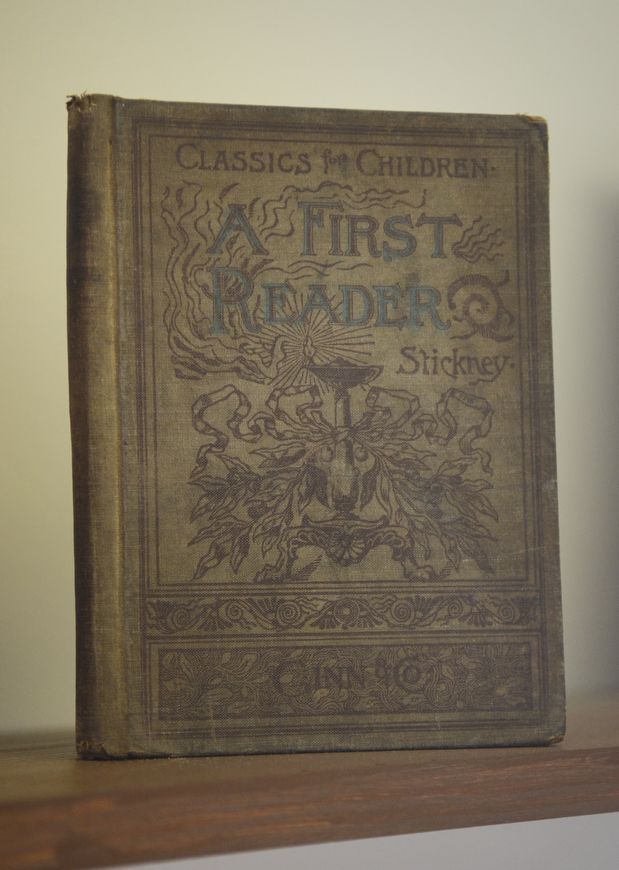 CLASSICS for CHILDREN·
A FIRST
READER
Stickney·
GINN & CO·